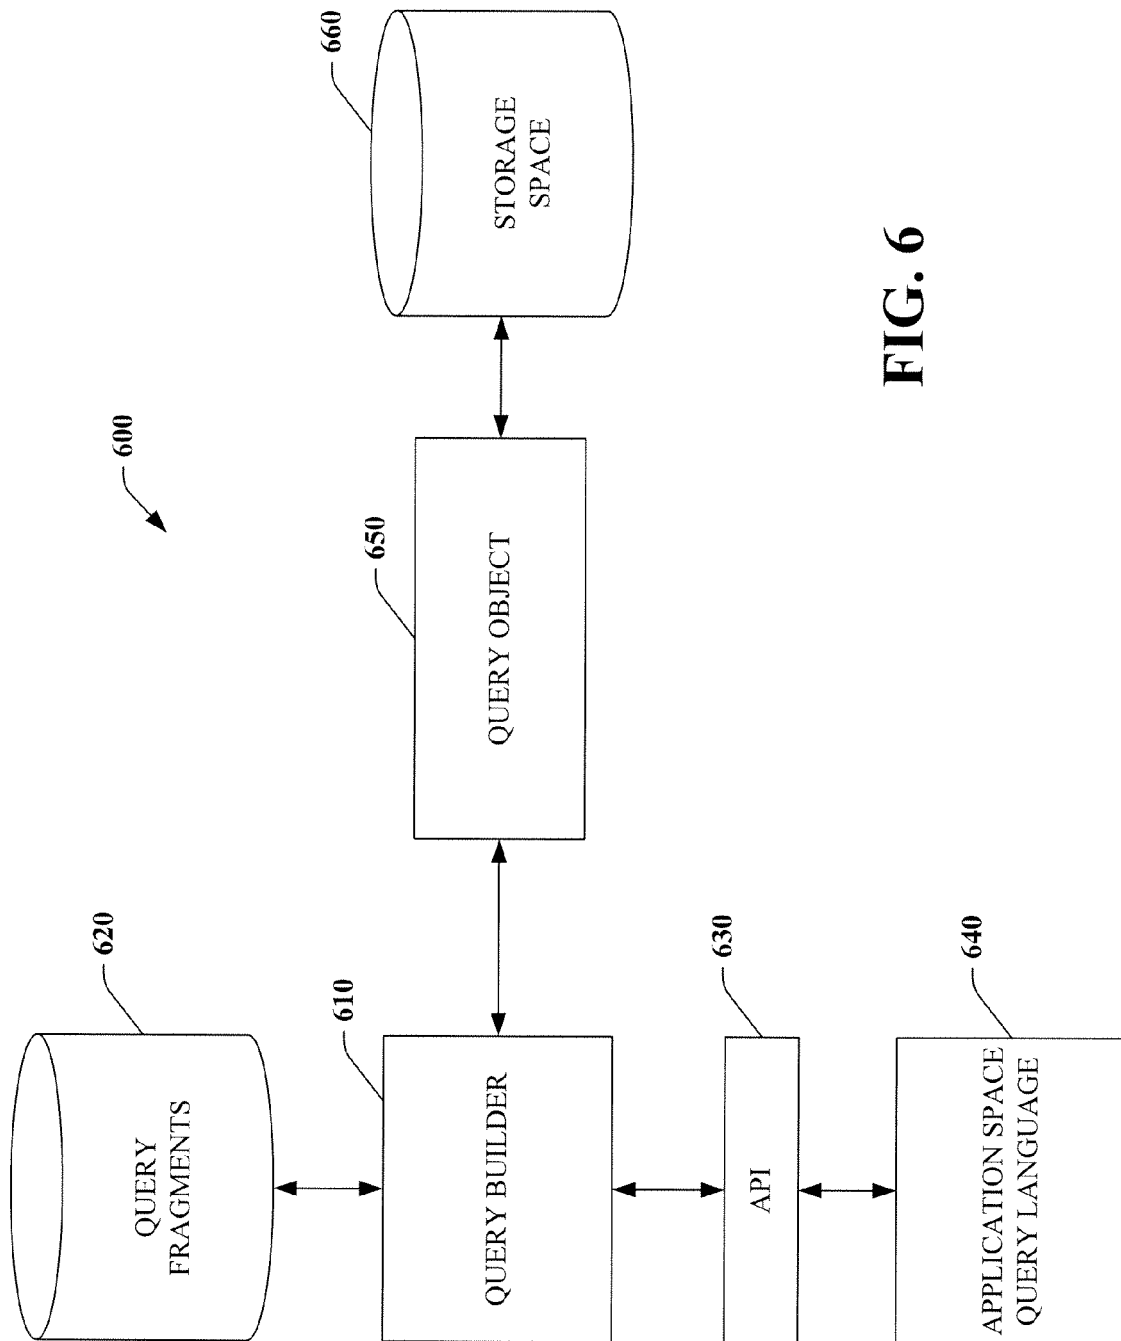 600
620
QUERY
FRAGMENTS
610
QUERY BUILDER
630
API
640
APPLICATION SPACE
QUERY LANGUAGE
650
QUERY OBJECT
660
STORAGE
SPACE
FIG. 6